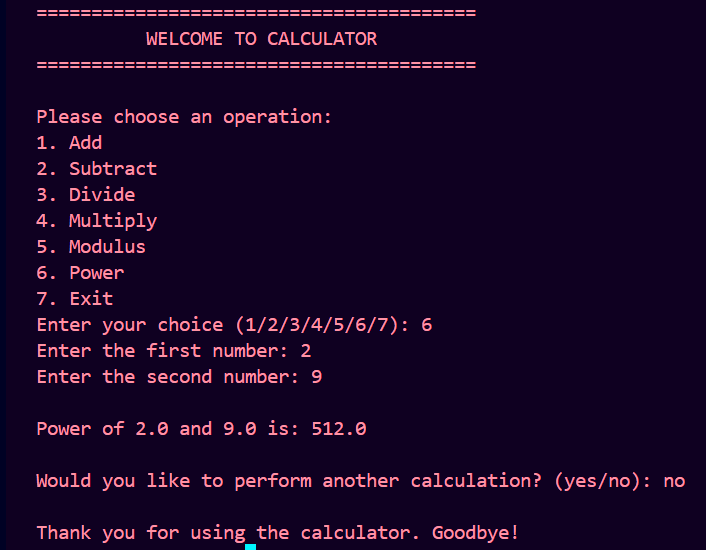 ========================================
WELCOME TO CALCULATOR
========================================
Please choose an operation:
1. Add
2. Subtract
3. Divide
4. Multiply
5. Modulus
6. Power
7. Exit
Enter your choice (1/2/3/4/5/6/7): 6
Enter the first number: 2
Enter the second number: 9
Power of 2.0 and 9.0 is: 512.0
Would you like to perform another calculation? (yes/no): no
Thank you for using the calculator. Goodbye!